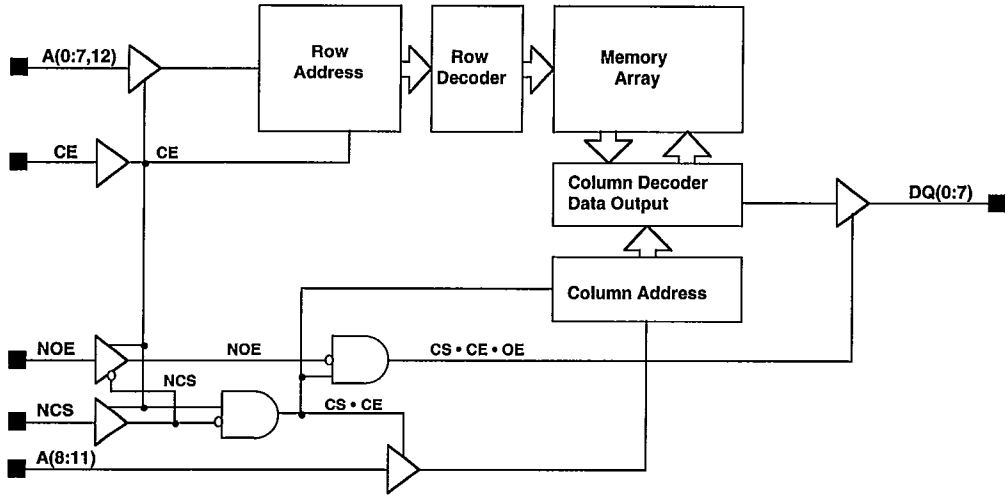 A(0:7,12)
Row
Address
Row
Decoder
Memory
Array
CE
CE
Column Decoder
Data Output
DQ(0:7)
Column Address
NOE
NOE
CS • CE • OE
NCS
NCS
CS • CE
A(8:11)